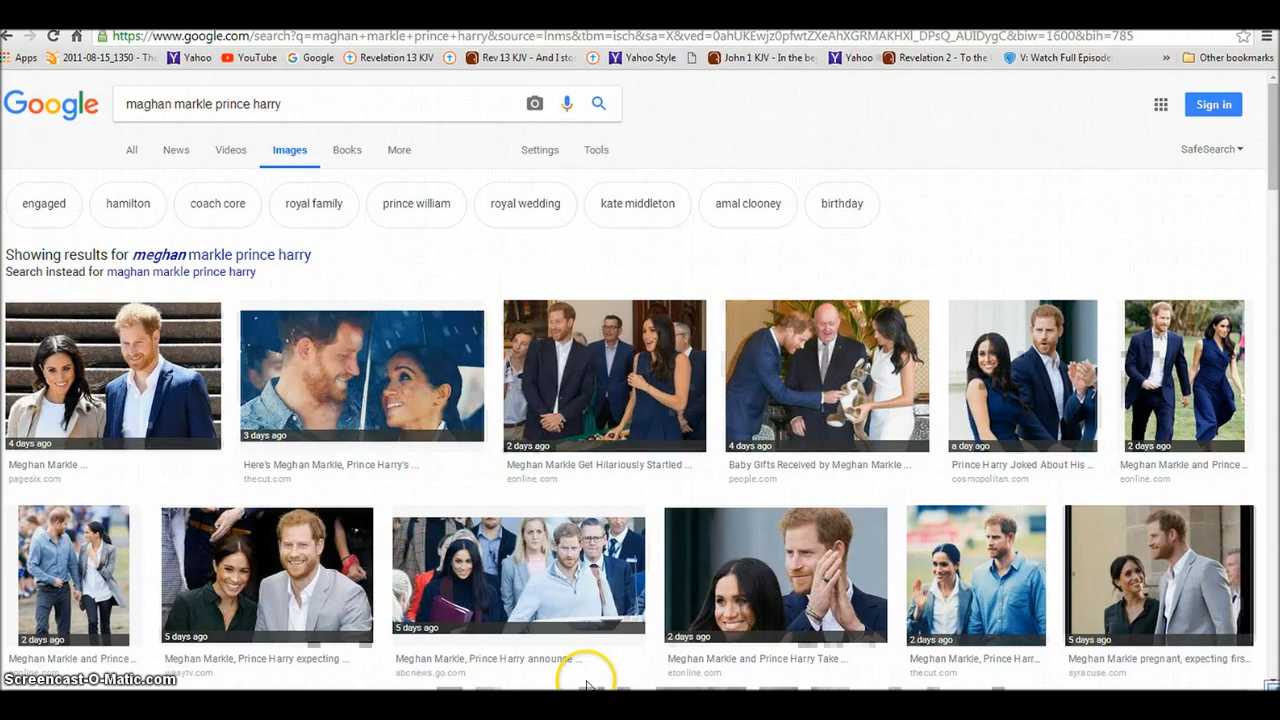 https://www.google.com/search?q=maghan+markle+prince+harry&source=lnms&tbm=isch&sa=X&ved=0ahUKEwjz0pfwtZXeAhXGRMAKHXl_DPsQ_AUIDygC&biw=1600&bih=785
Apps 2011-08-15_1350 - Th Yahoo YouTube Google Revelation 13 KJV Rev 13 KJV - And I sto Yahoo Style John 1 KJV - In the be Yahoo Revelation 2 - To the V: Watch Full Episode » Other bookmarks
Google maghan markle prince harry Sign in
All News Videos Images Books More Settings Tools SafeSearch
engaged hamilton coach core royal family prince william royal wedding kate middleton amal clooney birthday
Showing results for meghan markle prince harry
Search instead for maghan markle prince harry
4 days ago 3 days ago 2 days ago 4 days ago a day ago 2 days ago
Meghan Markle ... Here's Meghan Markle, Prince Harry's ... Meghan Markle Get Hilariously Startled ... Baby Gifts Received by Meghan Markle ... Prince Harry Joked About His ... Meghan Markle and Prince ...
pagesix.com thecut.com eonline.com people.com cosmopolitan.com eonline.com
2 days ago 5 days ago 5 days ago 2 days ago 2 days ago 5 days ago
Meghan Markle and Prince ... Meghan Markle, Prince Harry expecting ... Meghan Markle, Prince Harry announce ... Meghan Markle and Prince Harry Take ... Meghan Markle, Prince Harr... Meghan Markle pregnant, expecting firs...
abcnews.go.com etonline.com thecut.com syracuse.com
Screencast-O-Matic.com